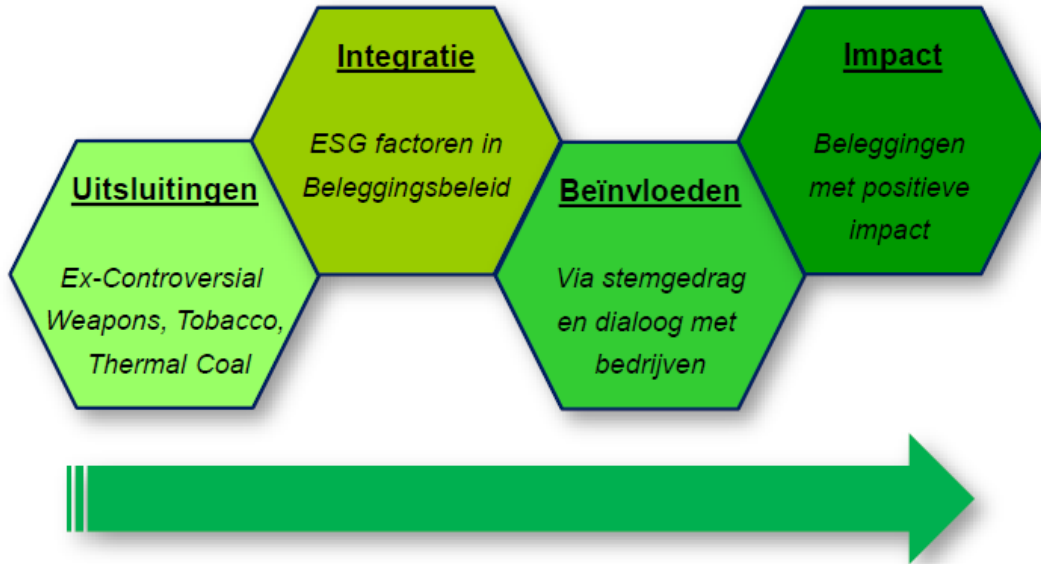 Uitsluitingen
Ex-Controversial
Weapons, Tobacco,
Thermal Coal
Integratie
ESG factoren in
Beleggingsbeleid
Beïnvloeden
Via stemgedrag
en dialoog met
bedrijven
Impact
Beleggingen
met positieve
impact